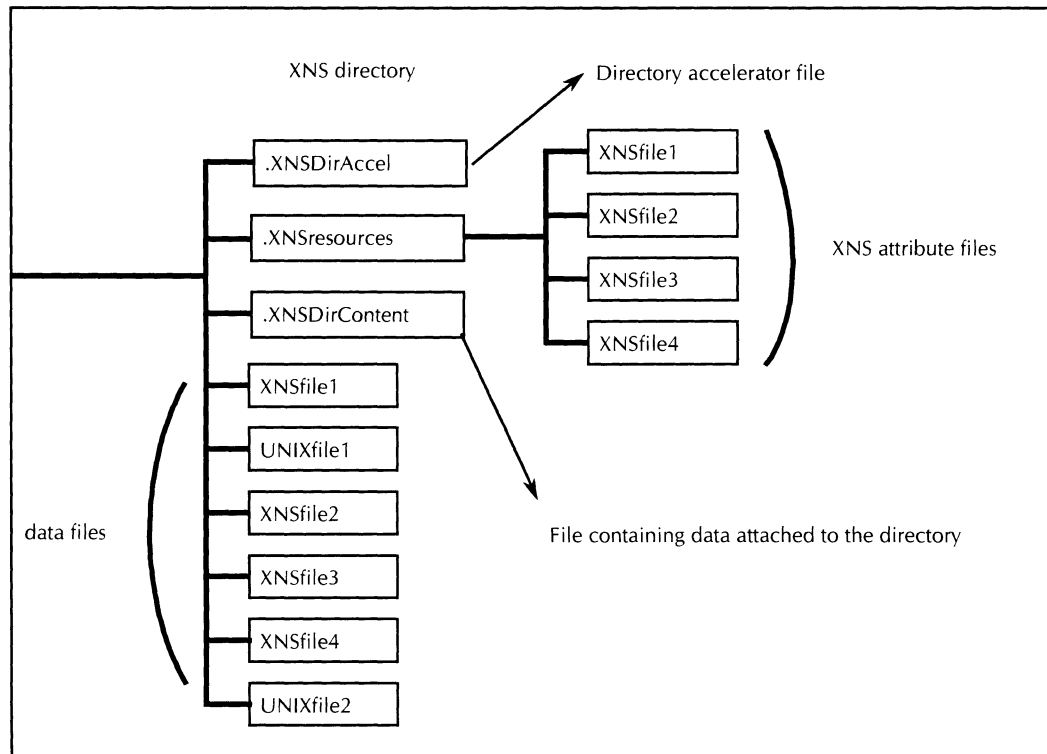 XNS directory
Directory accelerator file
.XNSDirAccel
.XNSresources
.XNSDirContent
XNSfile1
UNIXfile1
XNSfile2
XNSfile3
XNSfile4
UNIXfile2
data files
XNSfile1
XNSfile2
XNSfile3
XNSfile4
XNS attribute files
File containing data attached to the directory